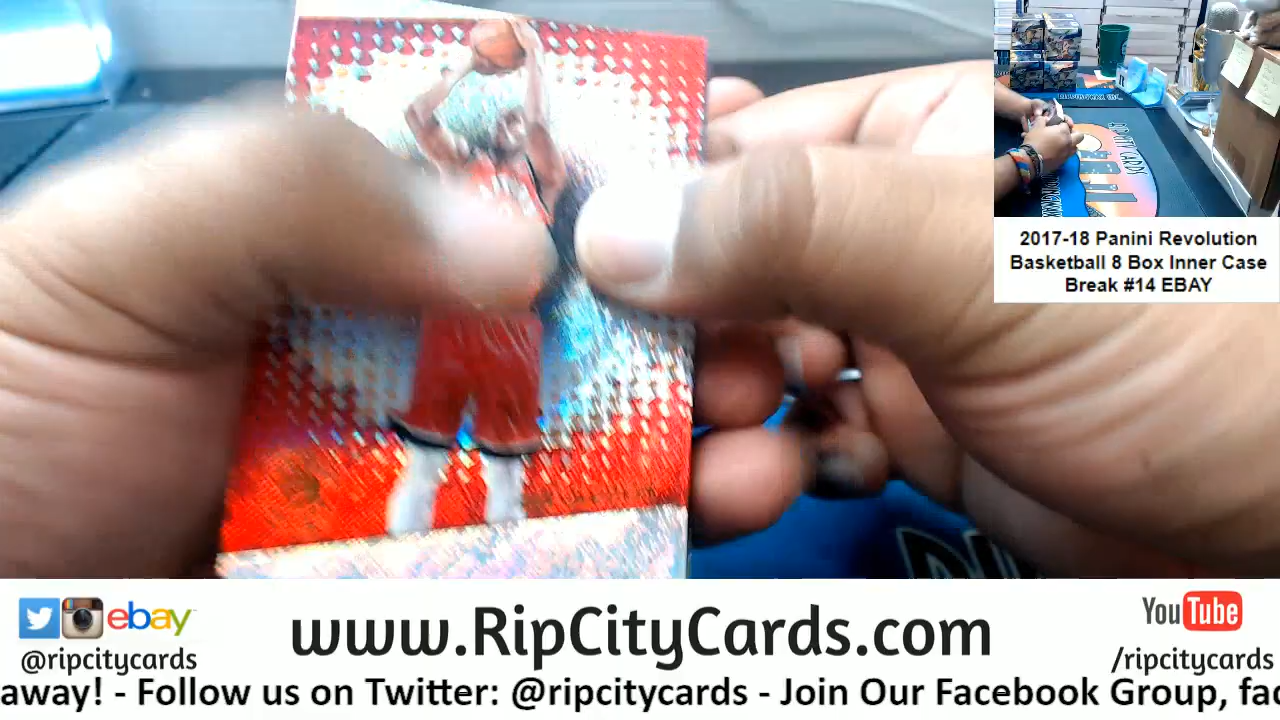 2017-18 Panini Revolution
Basketball 8 Box Inner Case
Break #14 EBAY
ebay
www.RipCityCards.com
YouTube
@ripcitycards
/ripcitycards
away! - Follow us on Twitter: @ripcitycards - Join Our Facebook Group, fac